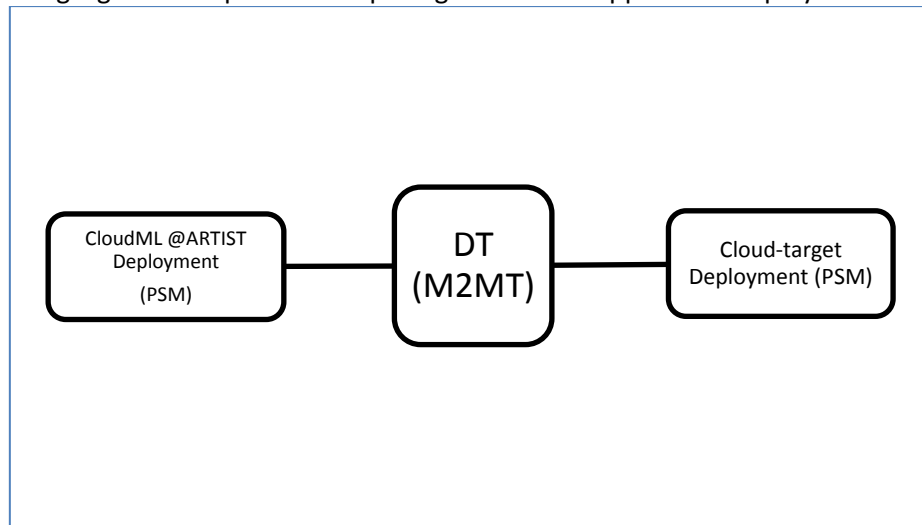 CloudML @ARTIST
Deployment
(PSM)
DT
(M2MT)
Cloud-target
Deployment (PSM)